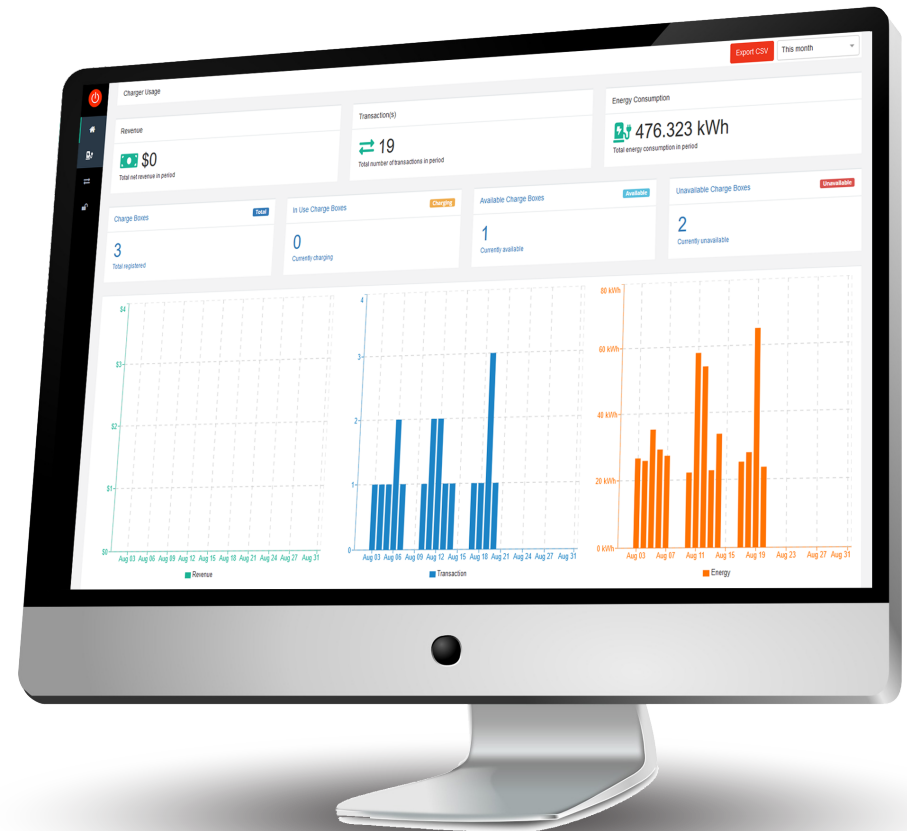 Charger Usage
Export CSV
This month
Revenue
$0
Total net revenue in period
Transaction(s)
19
Total number of transactions in period
Energy Consumption
476.323 kWh
Total energy consumption in period
Charge Boxes
Total
3
Total registered
In Use Charge Boxes
Charging
0
Currently charging
Available Charge Boxes
Available
1
Currently available
Unavailable Charge Boxes
Unavailable
2
Currently unavailable
$4
$3
$2
$1
$0
Aug 03 Aug 06 Aug 09 Aug 12 Aug 15 Aug 18 Aug 21 Aug 24 Aug 27 Aug 31
Revenue
4
3
2
1
0
Aug 03 Aug 06 Aug 09 Aug 12 Aug 15 Aug 18 Aug 21 Aug 24 Aug 27 Aug 31
Transaction
80 kWh
60 kWh
40 kWh
20 kWh
0 kWh
Aug 03 Aug 07 Aug 11 Aug 15 Aug 19 Aug 23 Aug 27 Aug 31
Energy